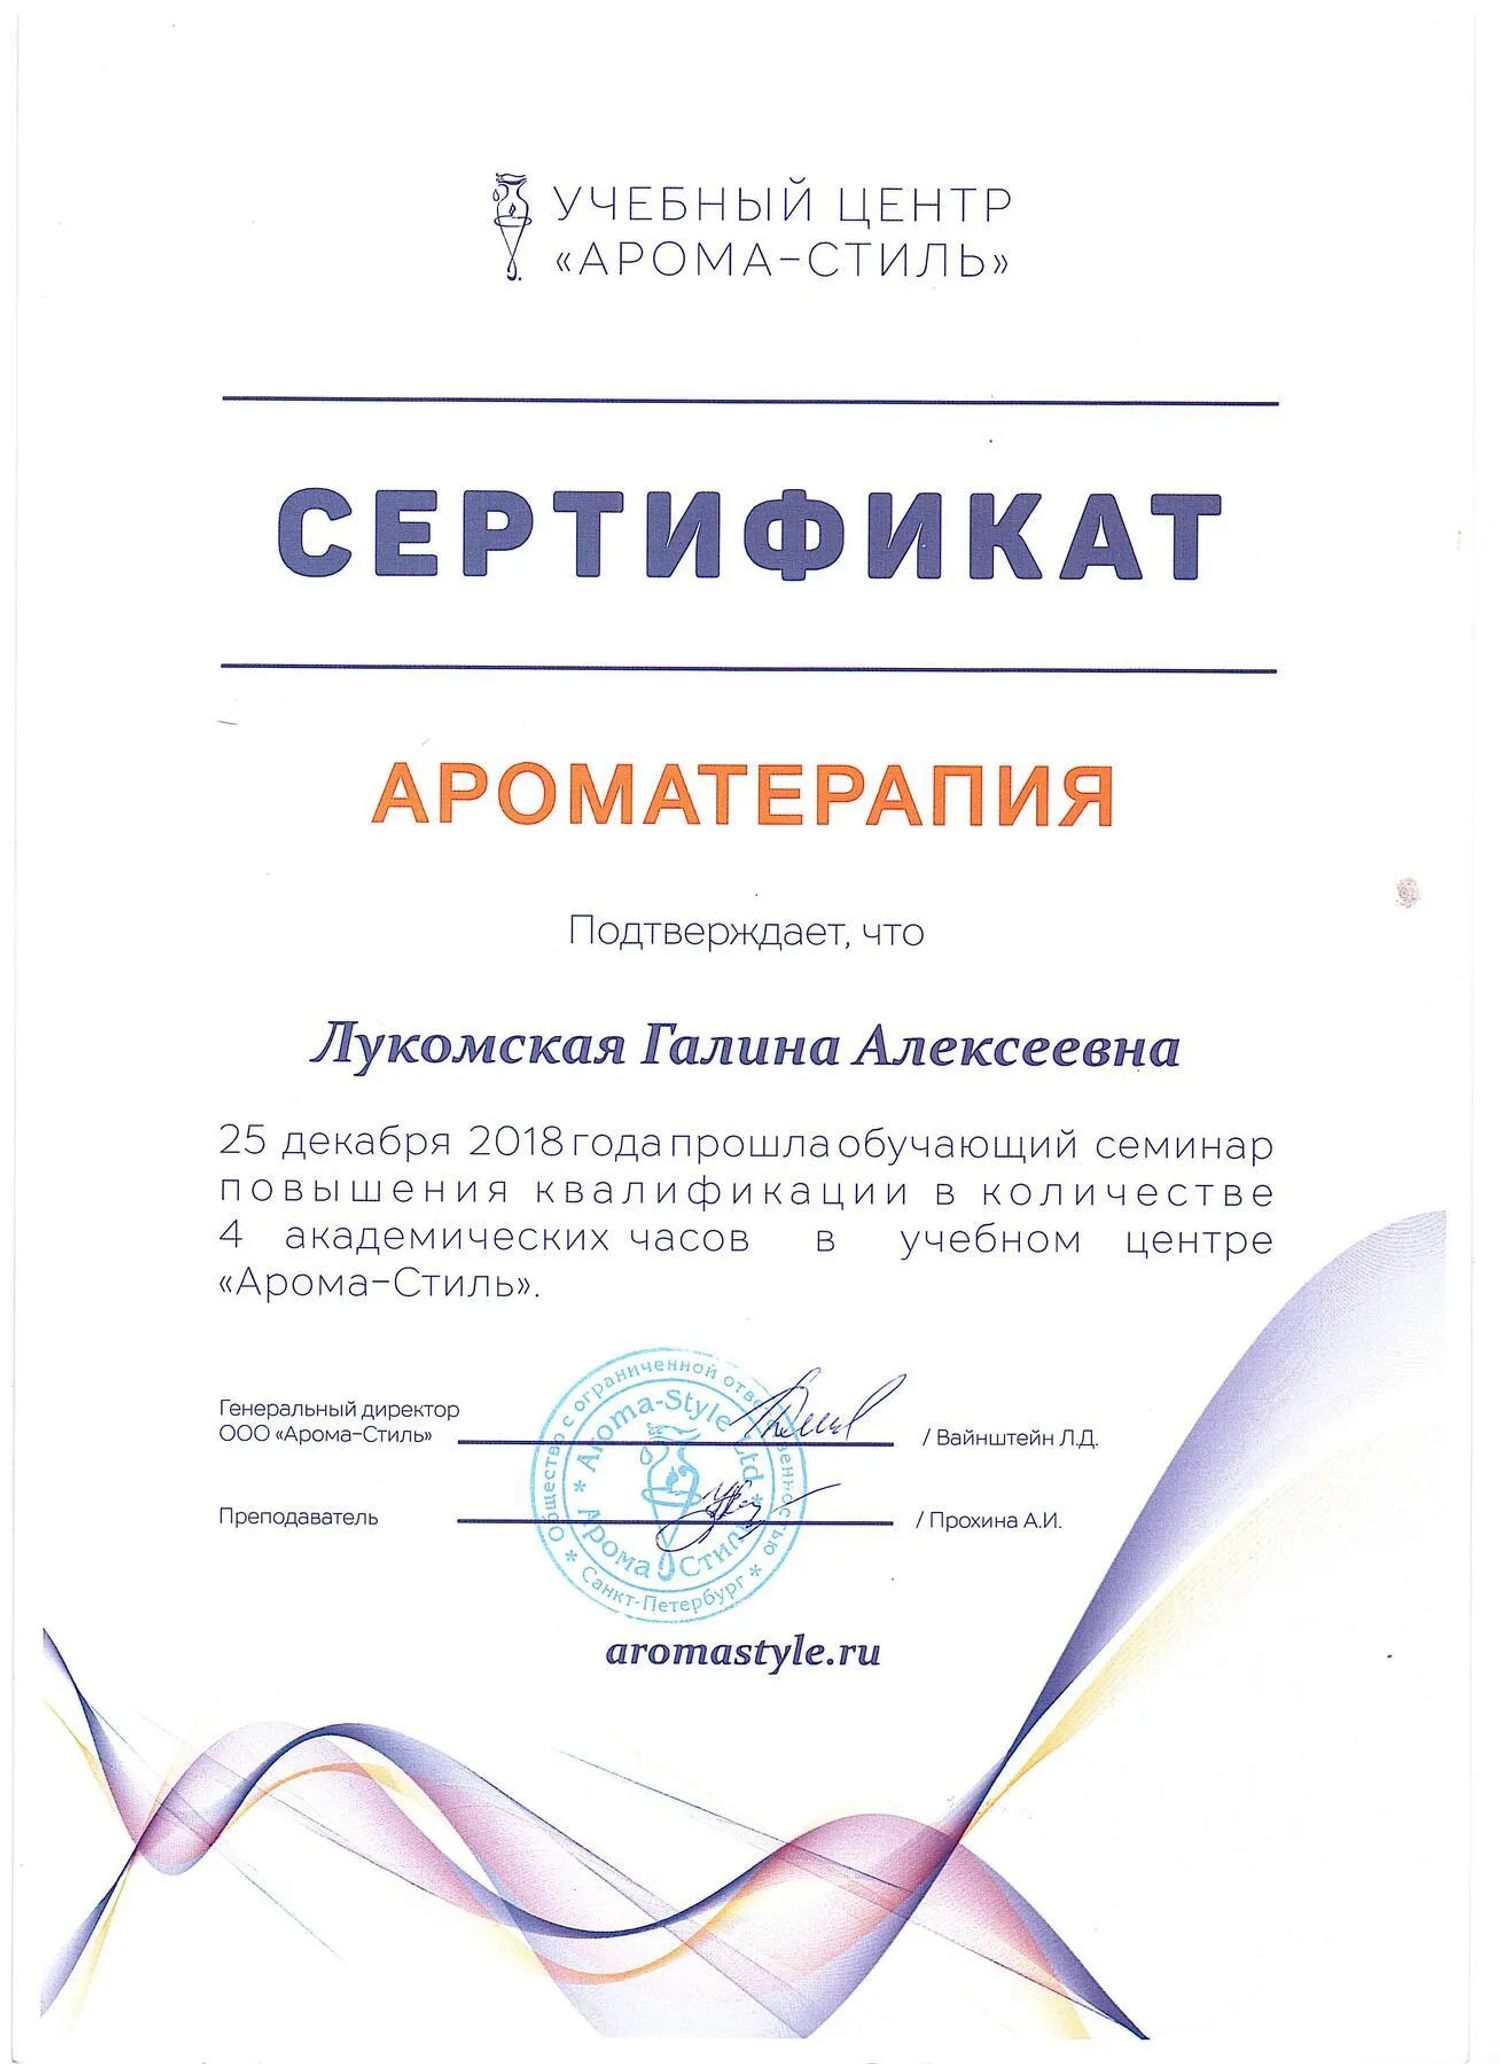 УЧЕБНЫЙ ЦЕНТР
«АРОМА-СТИЛЬ»
СЕРТИФИКАТ
АРОМАТЕРАПИЯ
Подтверждает, что
Лукомская Галина Алексеевна
25 декабря 2018 года прошла обучающий семинар
повышения квалификации в количестве
4 академических часов в учебном центре
«Арома-Стиль».
Генеральный директор
ООО «Арома-Стиль»
/ Вайнштейн Л.Д.
Преподаватель
/ Прохина А.И.
Общество с ограниченной ответственностью
* Санкт-Петербург *
* Aroma-Style Ltd *
Арома Стиль
aromastyle.ru